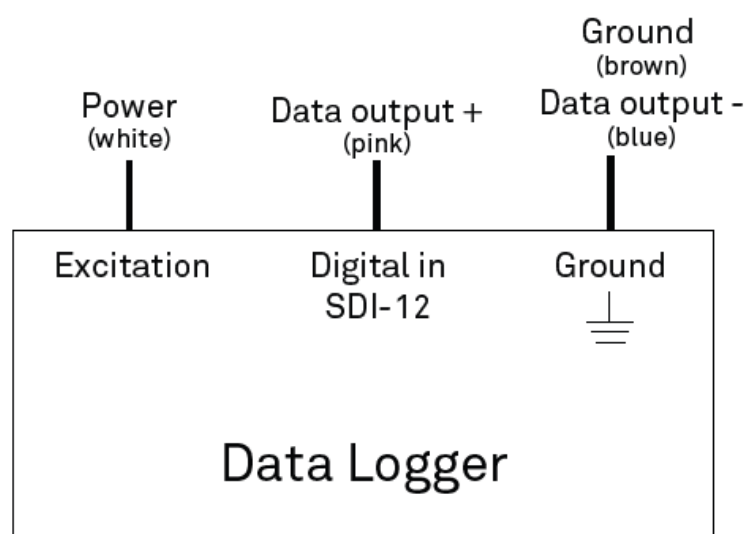 Power
(white)
Data output +
(pink)
Ground
(brown)
Data output -
(blue)
Excitation
Digital in
SDI-12
Ground
Data Logger